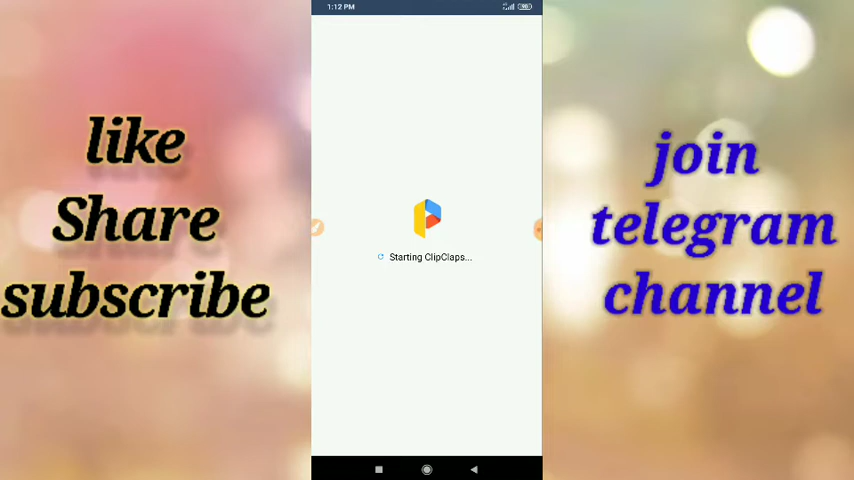 1:12 PM
like
Share
subscribe
Starting ClipClaps...
join
telegram
channel